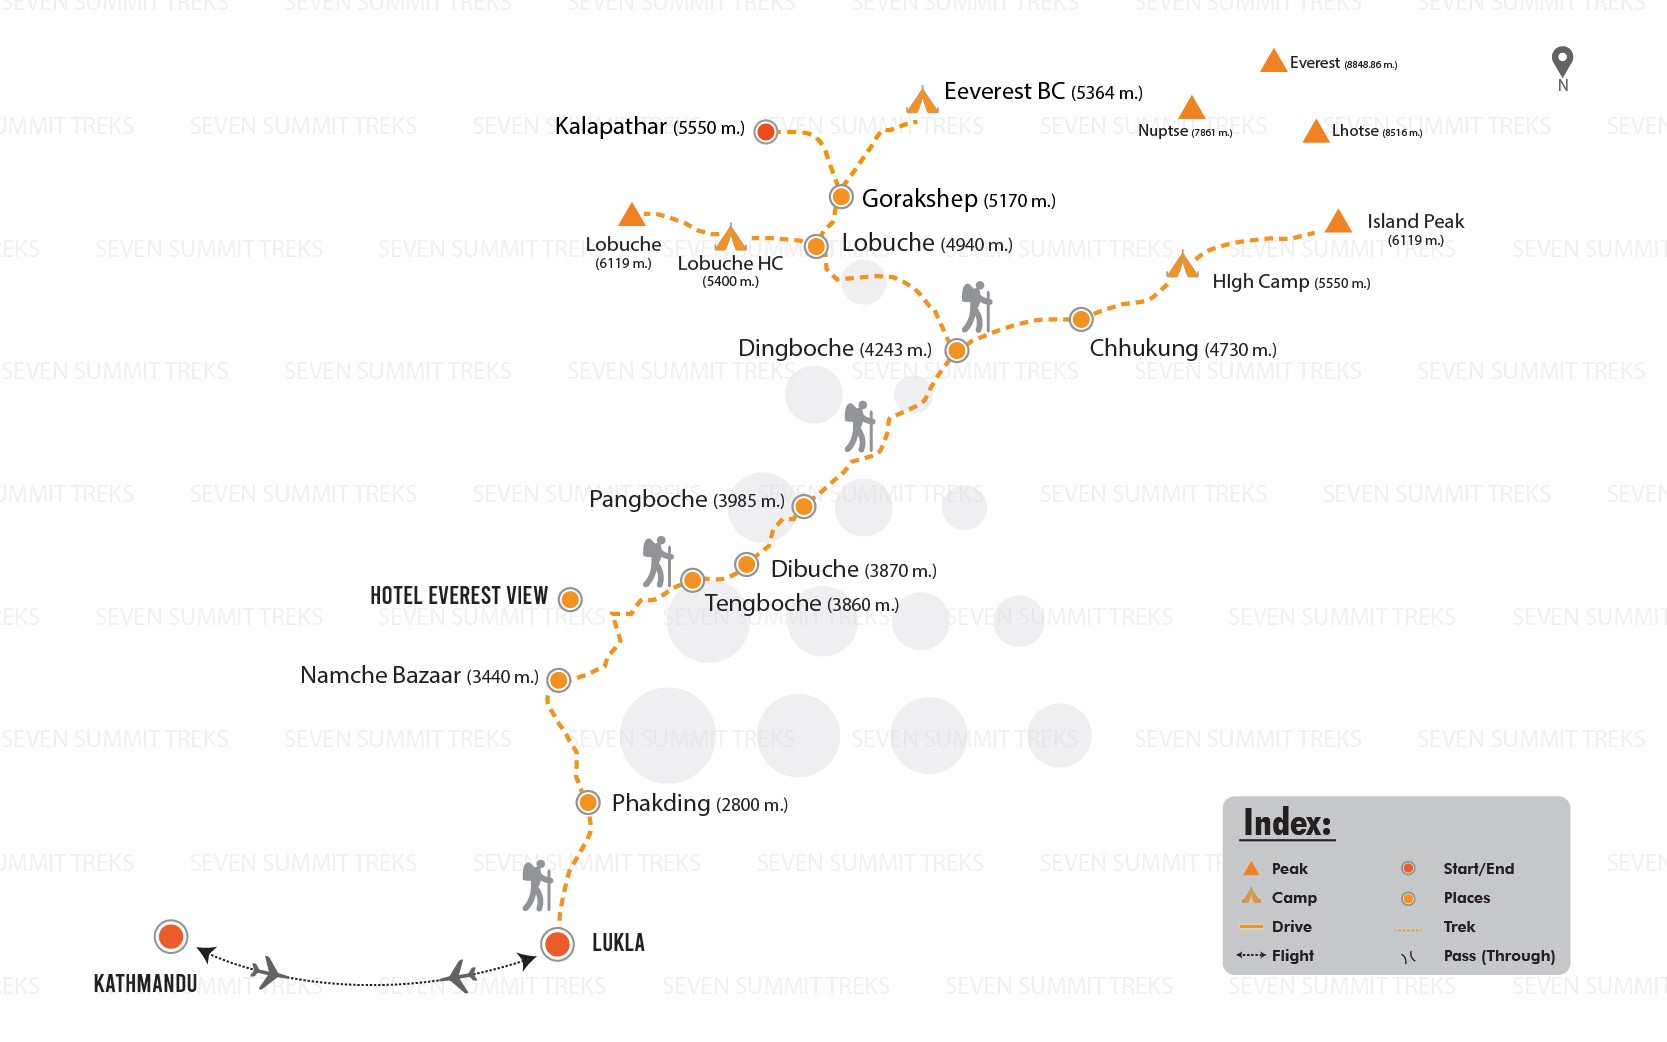 SEVEN SUMMIT TREKS
Everest (8848.86 m.)
N
Eeverest BC (5364 m.)
Kalapathar (5550 m.)
Nuptse (7861 m.)
Lhotse (8516 m.)
Gorakshep (5170 m.)
Island Peak
(6119 m.)
Lobuche
(6119 m.)
Lobuche HC
(5400 m.)
Lobuche (4940 m.)
HIgh Camp (5550 m.)
Dingboche (4243 m.)
Chhukung (4730 m.)
Pangboche (3985 m.)
Dibuche (3870 m.)
HOTEL EVEREST VIEW
Tengboche (3860 m.)
Namche Bazaar (3440 m.)
Phakding (2800 m.)
LUKLA
KATHMANDU
Index:
Peak
Start/End
Camp
Places
Drive
Trek
Flight
Pass (Through)